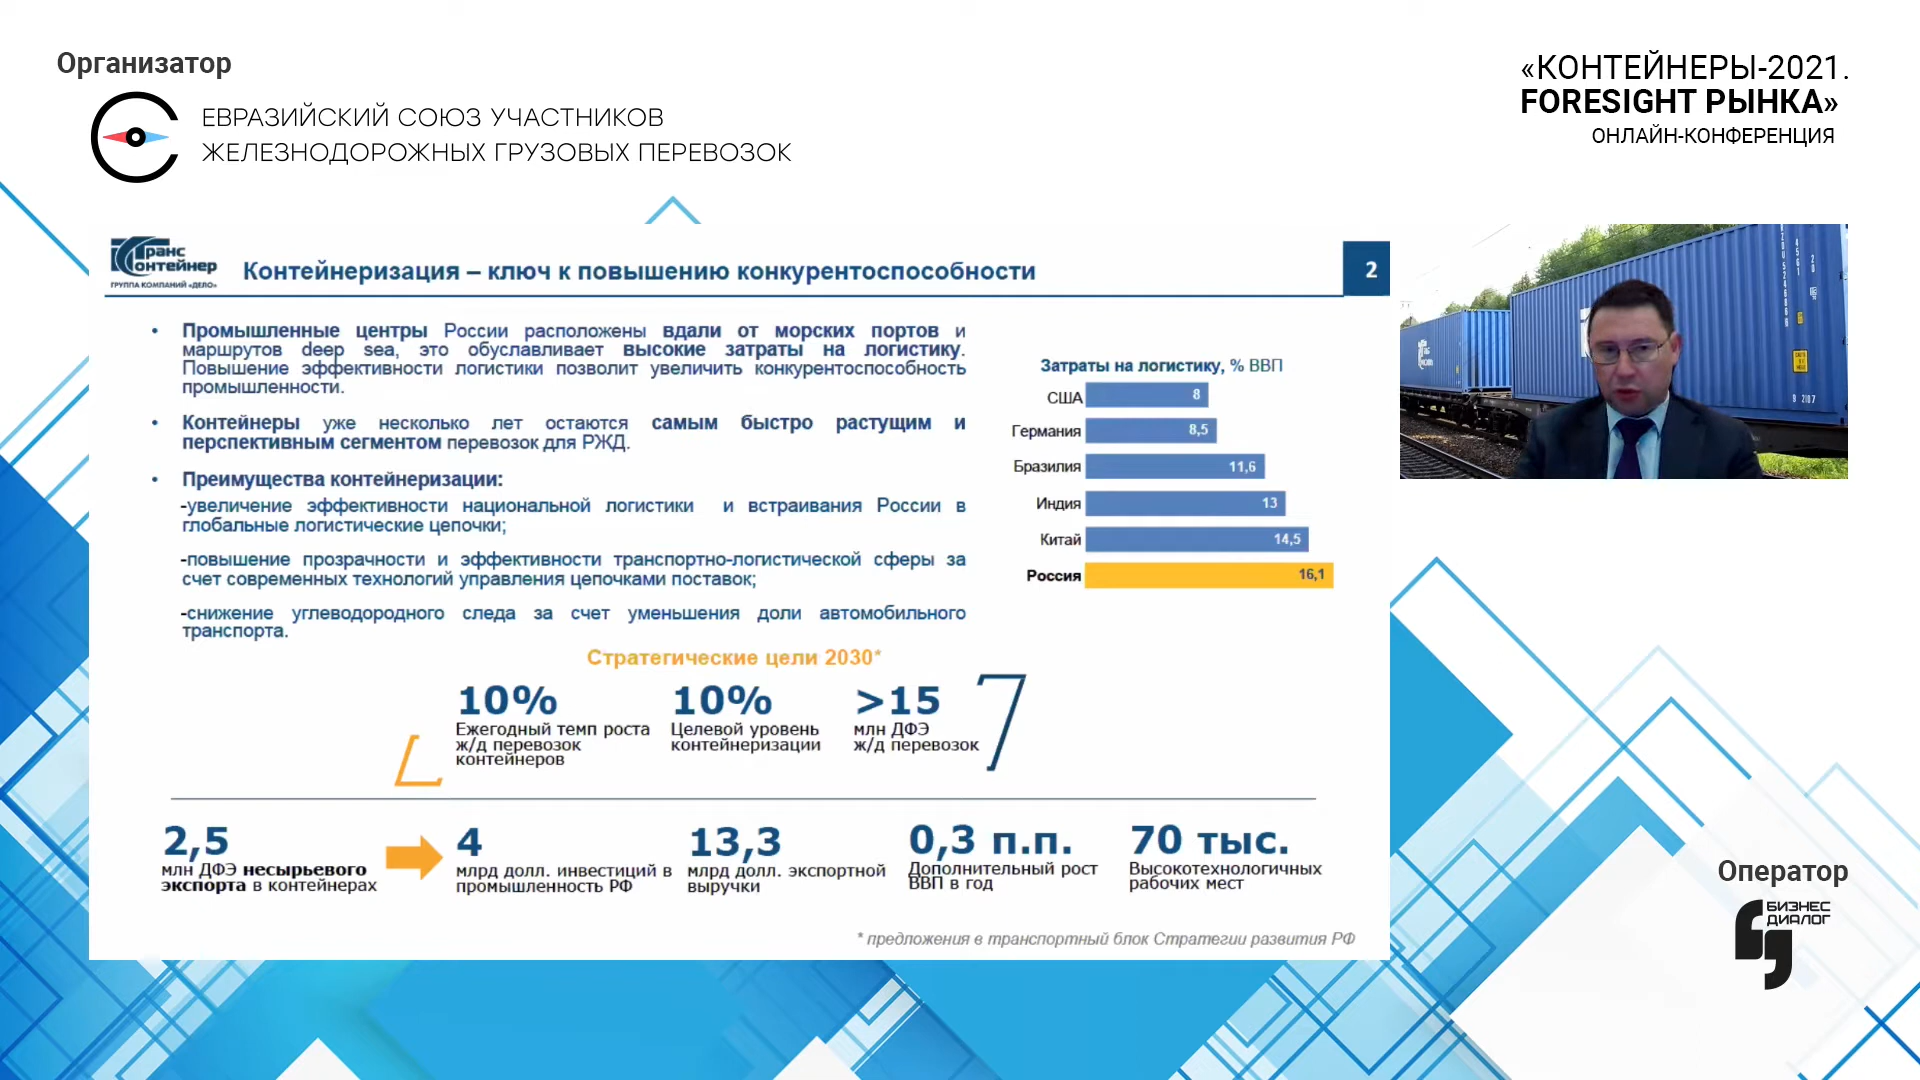 Организатор
ЕВРАЗИЙСКИЙ СОЮЗ УЧАСТНИКОВ
ЖЕЛЕЗНОДОРОЖНЫХ ГРУЗОВЫХ ПЕРЕВОЗОК
«КОНТЕЙНЕРЫ-2021.
FORESIGHT РЫНКА»
ОНЛАЙН-КОНФЕРЕНЦИЯ
Транс
Контейнер
ГРУППА КОМПАНИЙ «ДЕЛО»
Контейнеризация – ключ к повышению конкурентоспособности
2
• Промышленные центры России расположены вдали от морских портов и
маршрутов deep sea, это обуславливает высокие затраты на логистику.
Повышение эффективности логистики позволит увеличить конкурентоспособность
промышленности.
• Контейнеры уже несколько лет остаются самым быстро растущим и
перспективным сегментом перевозок для РЖД.
• Преимущества контейнеризации:
-увеличение эффективности национальной логистики и встраивания России в
глобальные логистические цепочки;
-повышение прозрачности и эффективности транспортно-логистической сферы за
счет современных технологий управления цепочками поставок;
-снижение углеводородного следа за счет уменьшения доли автомобильного
транспорта.
Затраты на логистику, % ВВП
США 8
Германия 8,5
Бразилия 11,6
Индия 13
Китай 14,5
Россия 16,1
Стратегические цели 2030*
10%
Ежегодный темп роста
ж/д перевозок
контейнеров
10%
Целевой уровень
контейнеризации
>15
млн ДФЭ
ж/д перевозок
2,5
млн ДФЭ несырьевого
экспорта в контейнерах
4
млрд долл. инвестиций в
промышленность РФ
13,3
млрд долл. экспортной
выручки
0,3 п.п.
Дополнительный рост
ВВП в год
70 тыс.
Высокотехнологичных
рабочих мест
* предложения в транспортный блок Стратегии развития РФ
Оператор
БИЗНЕС
ДИАЛОГ